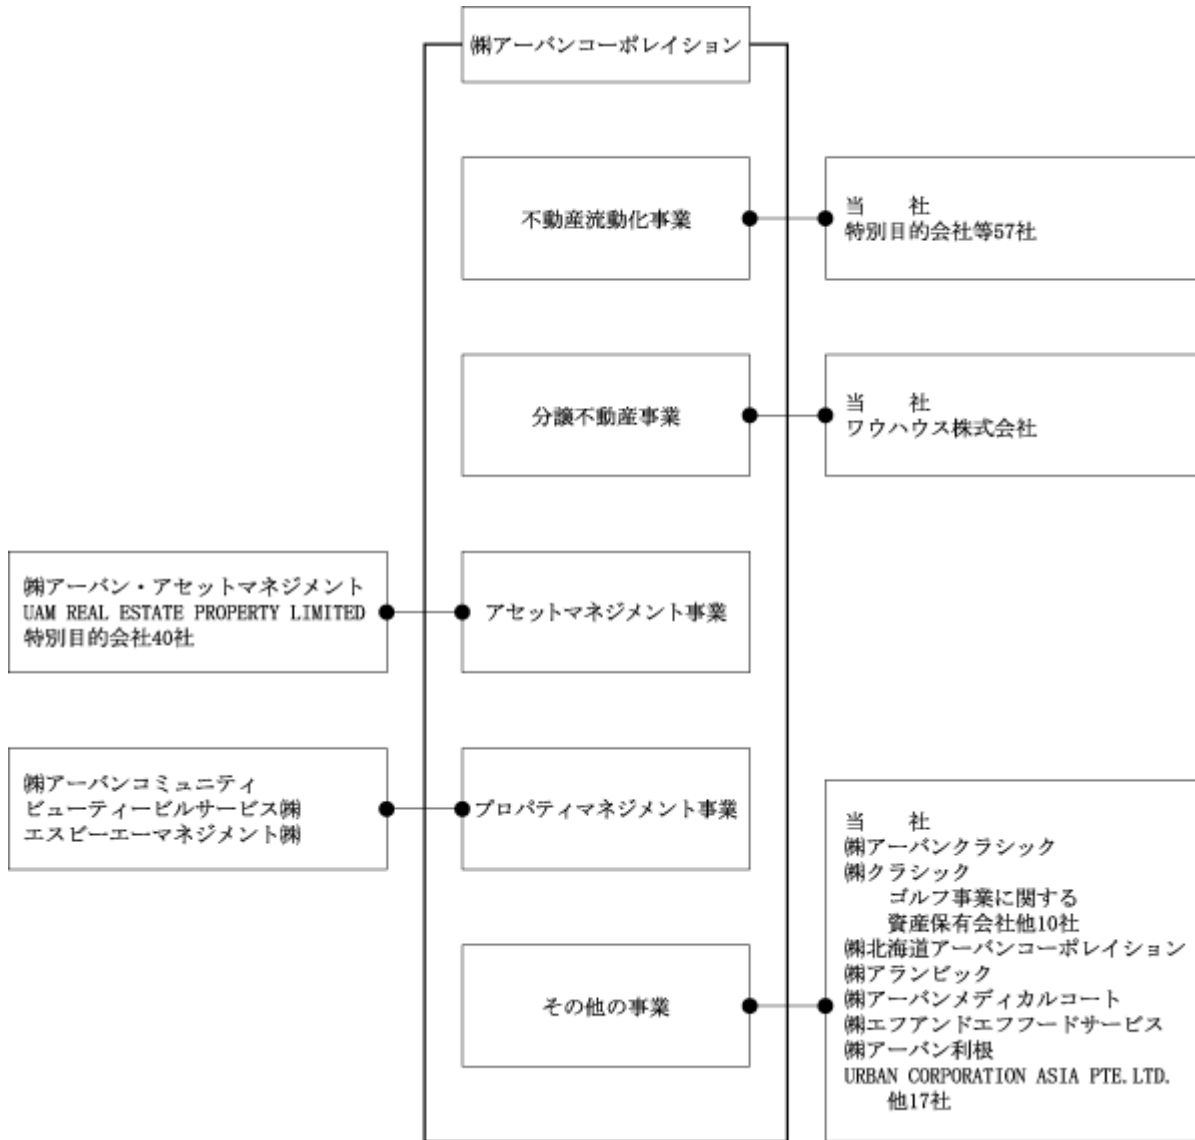 ㈱アーバンコーポレイション
不動産流動化事業
当　　社
特別目的会社等57社
分譲不動産事業
当　　社
ワウハウス株式会社
㈱アーバン・アセットマネジメント
UAM REAL ESTATE PROPERTY LIMITED
特別目的会社40社
アセットマネジメント事業
㈱アーバンコミュニティ
ビューティービルサービス㈱
エスピーエーマネジメント㈱
プロパティマネジメント事業
その他の事業
当　　社
㈱アーバンクラシック
㈱クラシック
ゴルフ事業に関する
資産保有会社他10社
㈱北海道アーバンコーポレイション
㈱アランビック
㈱アーバンメディカルコート
㈱エフアンドエフフードサービス
㈱アーバン利根
URBAN CORPORATION ASIA PTE.LTD.
他17社